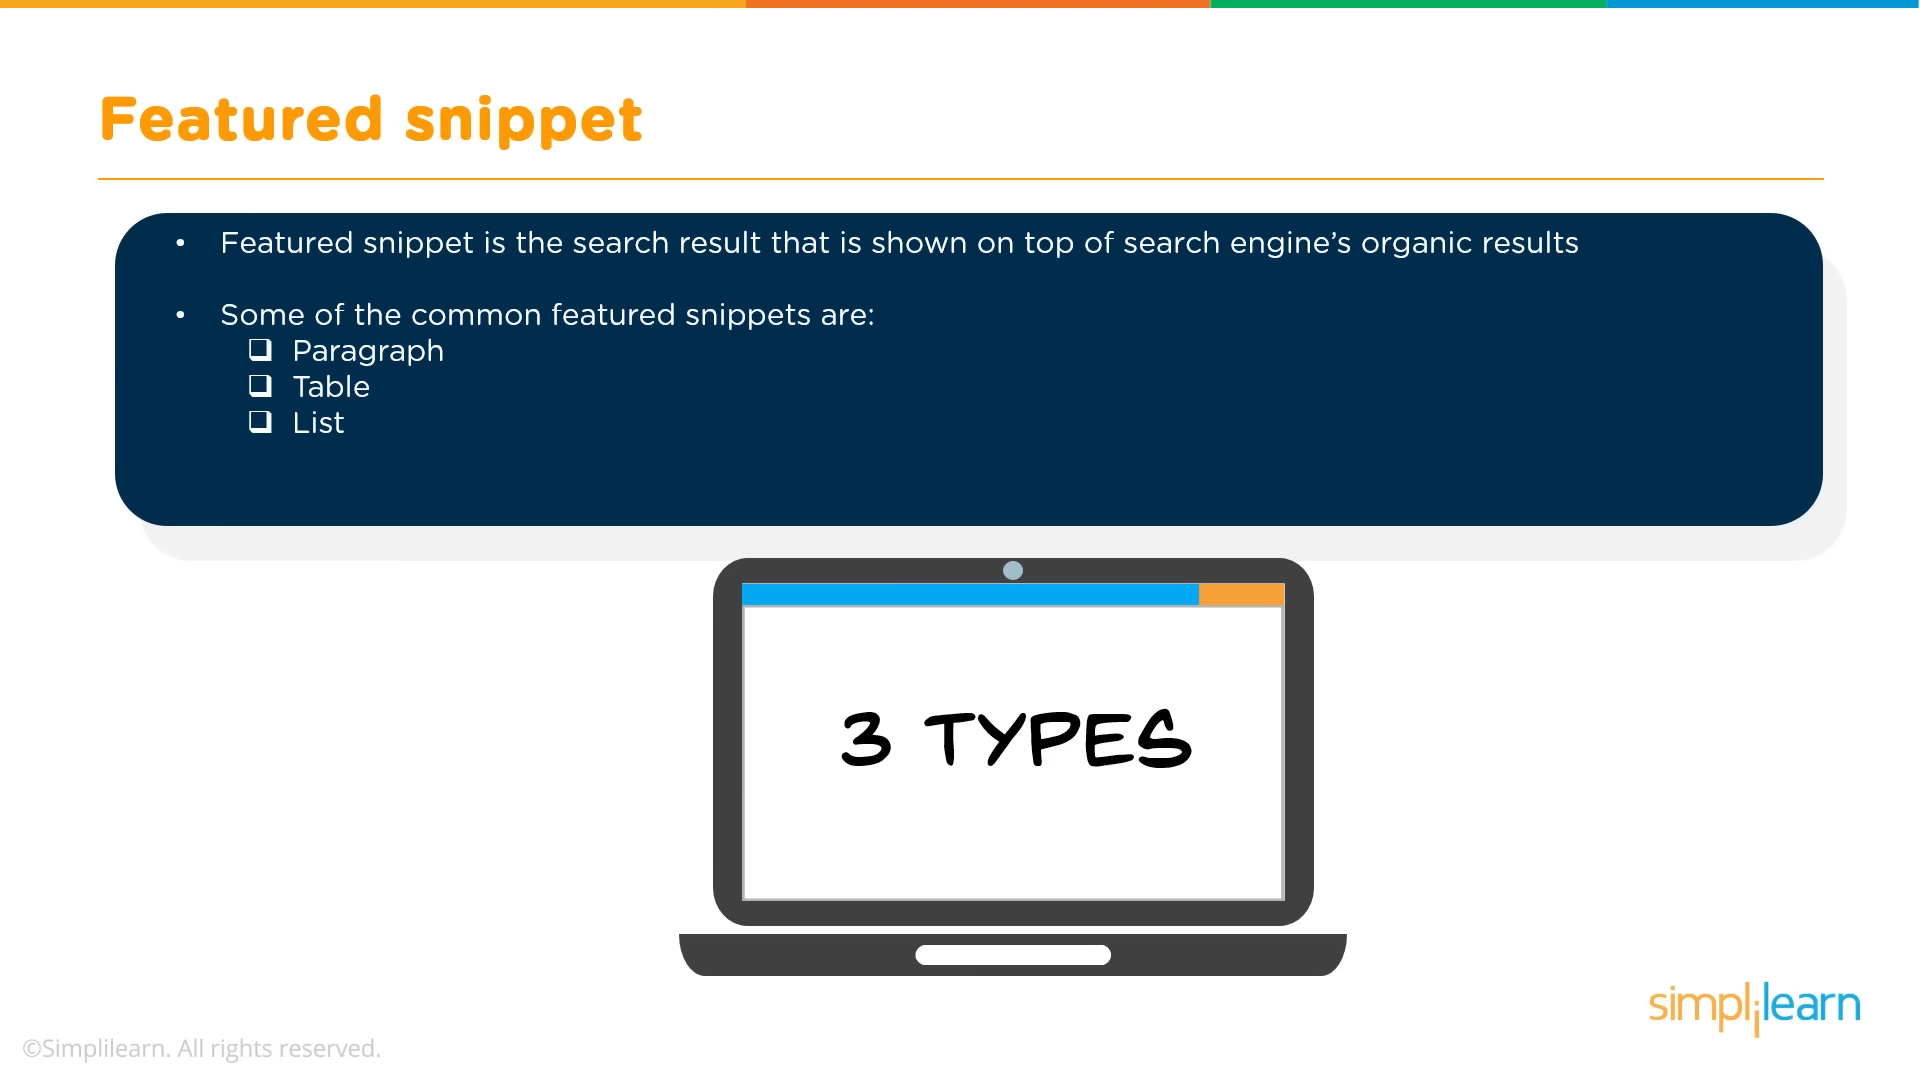 Featured snippet
• Featured snippet is the search result that is shown on top of search engine’s organic results
• Some of the common featured snippets are:
❑ Paragraph
❑ Table
❑ List
3 TYPES
simplilearn
©Simplilearn. All rights reserved.